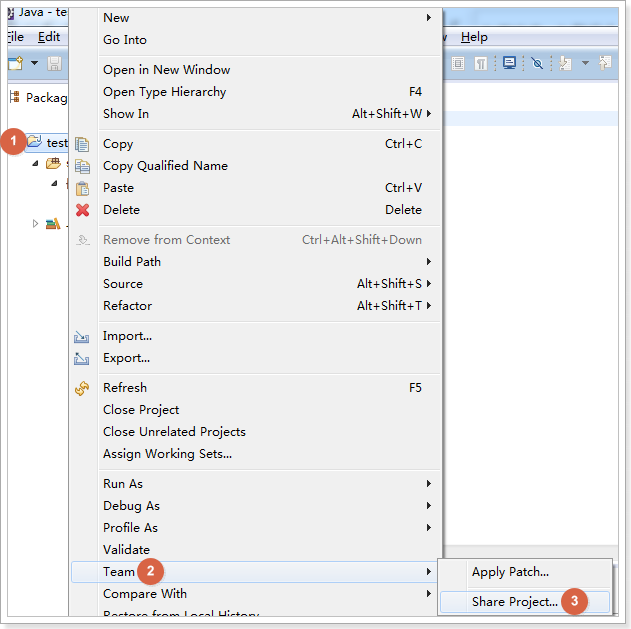 Java - te
File Edit
Help
Packag
1
test
New
Go Into
Open in New Window
Open Type Hierarchy F4
Show In Alt+Shift+W
Copy Ctrl+C
Copy Qualified Name
Paste Ctrl+V
Delete Delete
Remove from Context Ctrl+Alt+Shift+Down
Build Path
Source Alt+Shift+S
Refactor Alt+Shift+T
Import...
Export...
Refresh F5
Close Project
Close Unrelated Projects
Assign Working Sets...
Run As
Debug As
Profile As
Validate
Team 2
Apply Patch...
Compare With
Share Project... 3
Restore from Local History